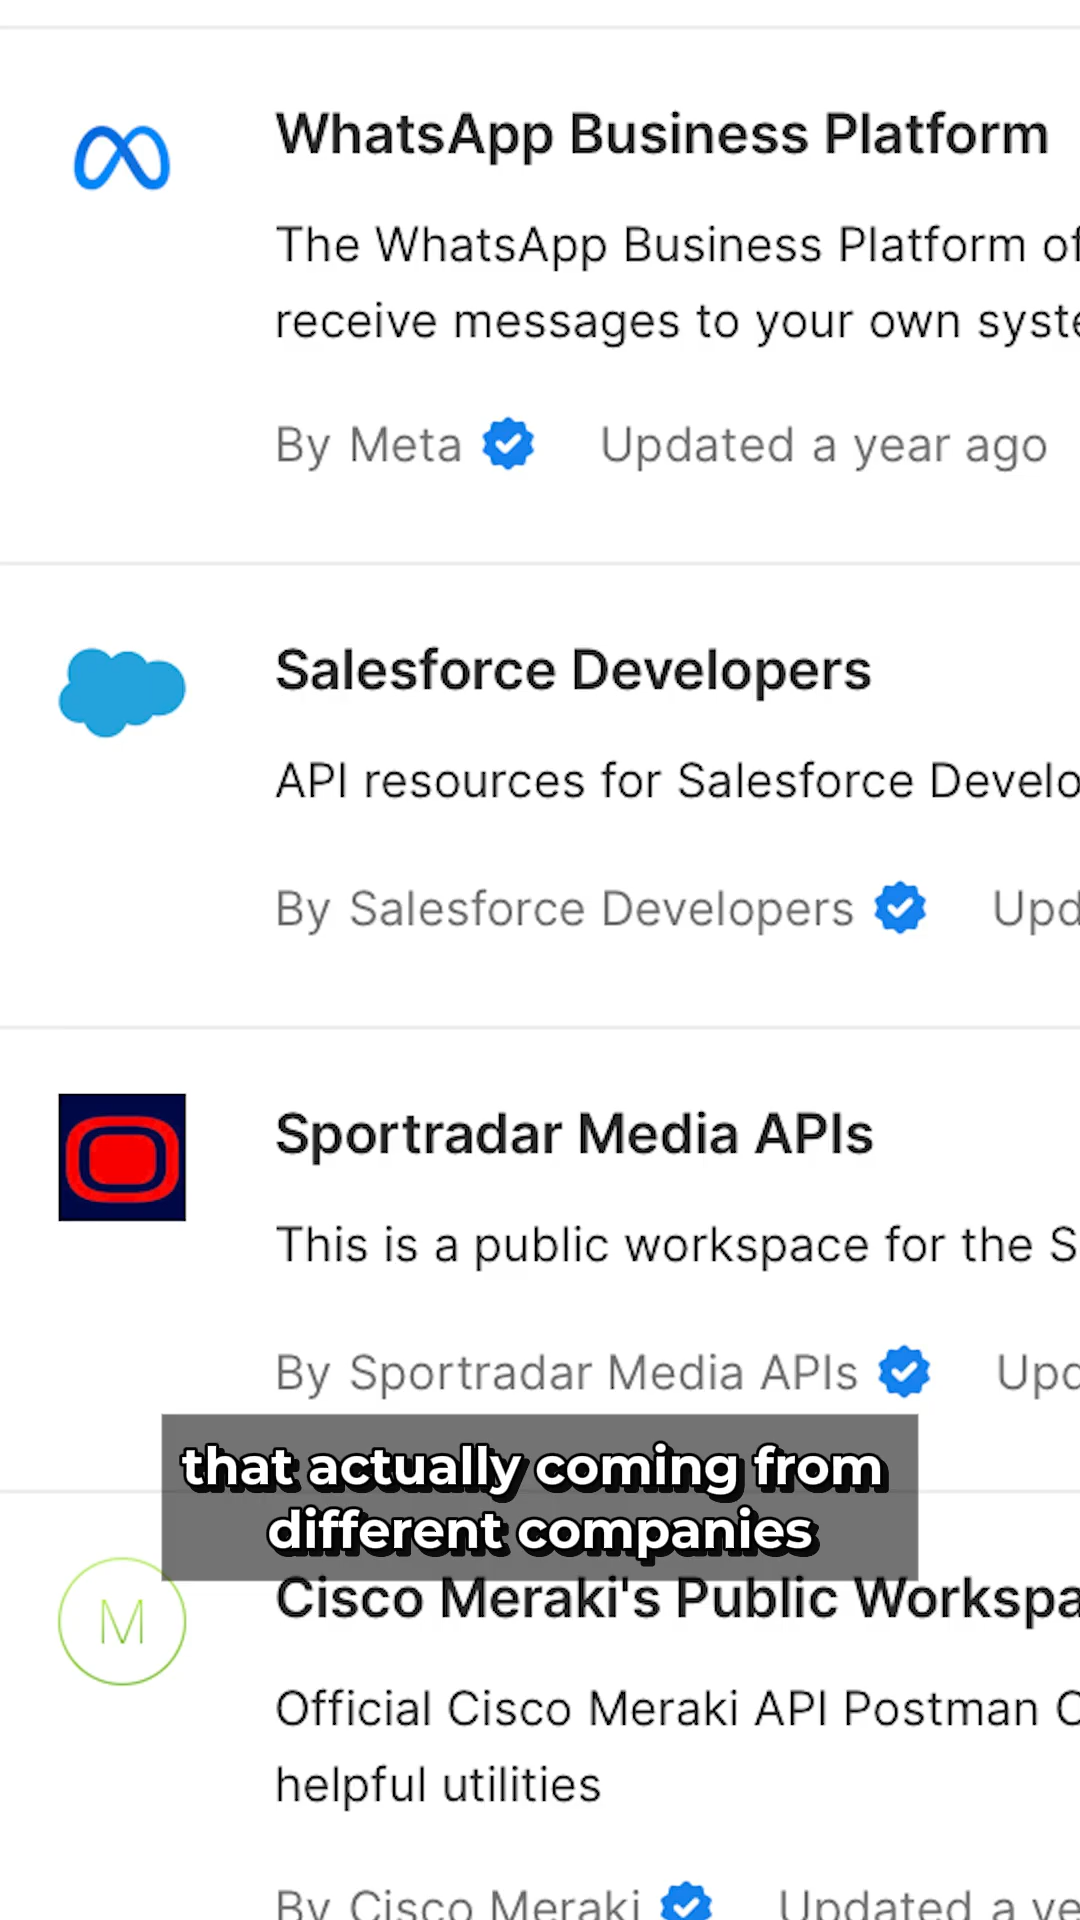 WhatsApp Business Platform
The WhatsApp Business Platform of
receive messages to your own syste
By Meta
Updated a year ago
Salesforce Developers
API resources for Salesforce Develo
By Salesforce Developers
Upd
Sportradar Media APIs
This is a public workspace for the S
By Sportradar Media APIs
Upd
that actually coming from
different companies
M
Cisco Meraki's Public Workspa
Official Cisco Meraki API Postman C
helpful utilities
By Cisco Meraki
Updated a ye